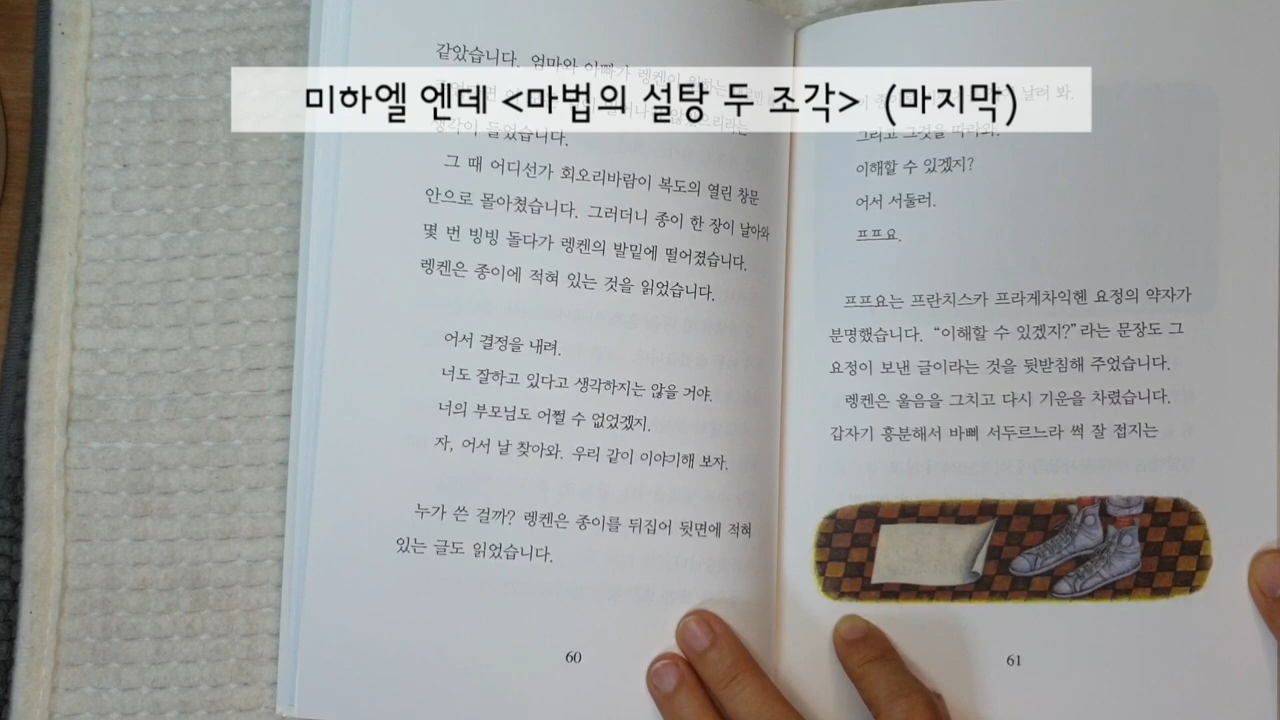 미하엘 엔데 <마법의 설탕 두 조각> (마지막)
같았습니다. 엄마와 아빠가 렝켄이 원하는
생각이 들었습니다.
그 때 어디선가 회오리바람이 복도의 열린 창문
안으로 몰아쳤습니다. 그러더니 종이 한 장이 날아와
몇 번 빙빙 돌다가 렝켄의 발밑에 떨어졌습니다.
렝켄은 종이에 적혀 있는 것을 읽었습니다.
어서 결정을 내려.
너도 잘하고 있다고 생각하지는 않을 거야.
너의 부모님도 어쩔 수 없었겠지.
자, 어서 날 찾아와. 우리 같이 이야기해 보자.
누가 쓴 걸까? 렝켄은 종이를 뒤집어 뒷면에 적혀
있는 글도 읽었습니다.
60
날려 봐.
그리고 그것을 따라와.
이해할 수 있겠지?
어서 서둘러.
프프요.
프프요는 프란치스카 프라게차익헨 요정의 약자가
분명했습니다. “이해할 수 있겠지?”라는 문장도 그
요정이 보낸 글이라는 것을 뒷받침해 주었습니다.
렝켄은 울음을 그치고 다시 기운을 차렸습니다.
갑자기 흥분해서 바삐 서두르느라 썩 잘 접지는
61